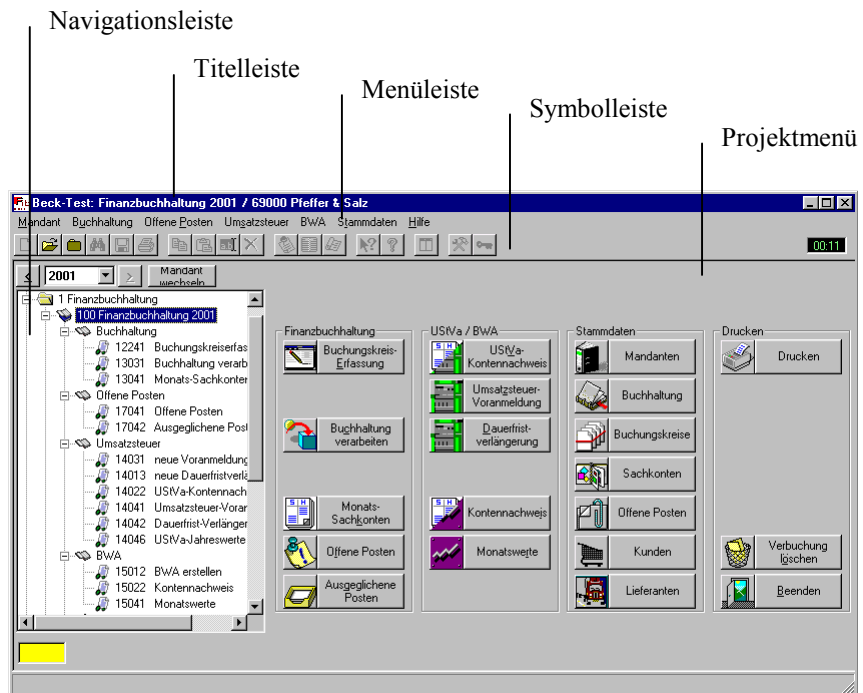 Navigationsleiste
Titelleiste
Menüleiste
Symbolleiste
Projektmenü
Beck-Test: Finanzbuchhaltung 2001 / 69000 Pfeffer & Salz
Mandant Buchhaltung Offene Posten Umsatzsteuer BWA Stammdaten Hilfe
00:11
< 2001 > Mandant
wechseln
1 Finanzbuchhaltung
100 Finanzbuchhaltung 2001
Buchhaltung
12241 Buchungskreiserfas
13031 Buchhaltung verarb
13041 Monats-Sachkonter
Offene Posten
17041 Offene Posten
17042 Ausgeglichene Post
Umsatzsteuer
14031 neue Voranmeldung
14013 neue Dauerfristverlä
14022 UStVa-Kontennach
14041 Umsatzsteuer-Vorar
14042 Dauerfrist-Verlänger
14046 UStVa-Jahreswerte
BWA
15012 BWA erstellen
15022 Kontennachweis
15041 Monatswerte
Finanzbuchhaltung
Buchungskreis-
Erfassung
Buchhaltung
verarbeiten
Monats-
Sachkonten
Offene Posten
Ausgeglichene
Posten
UStVa / BWA
UStVa-
Kontennachweis
Umsatzsteuer-
Voranmeldung
Dauerfrist-
verlängerung
Kontennachweis
Monatswerte
Stammdaten
Mandanten
Buchhaltung
Buchungskreise
Sachkonten
Offene Posten
Kunden
Lieferanten
Drucken
Drucken
Verbuchung
löschen
Beenden